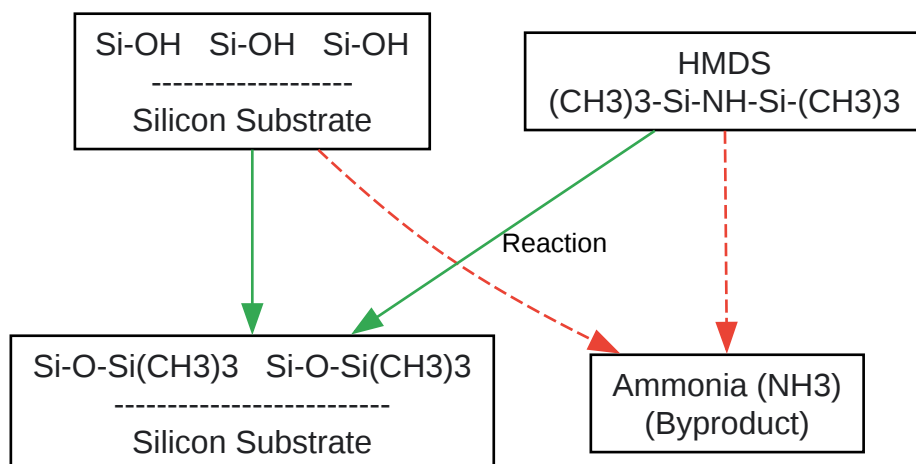 Si-OH   Si-OH   Si-OH
--------------------
Silicon Substrate
HMDS
(CH3)3-Si-NH-Si-(CH3)3
Reaction
Si-O-Si(CH3)3   Si-O-Si(CH3)3
---------------------------
Silicon Substrate
Ammonia (NH3)
(Byproduct)